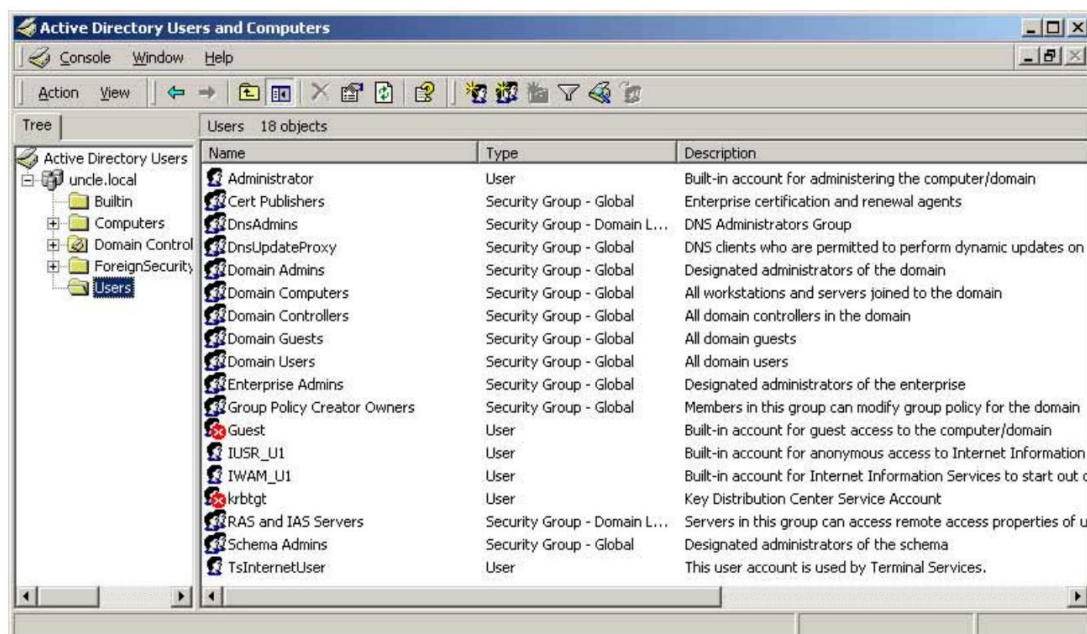 Active Directory Users and Computers
Console Window Help
Action View
Tree
Users 18 objects
Active Directory Users
uncle.local
Builtin
Computers
Domain Control
ForeignSecurity
Users
Name Type Description
Administrator User Built-in account for administering the computer/domain
Cert Publishers Security Group - Global Enterprise certification and renewal agents
DnsAdmins Security Group - Domain L... DNS Administrators Group
DnsUpdateProxy Security Group - Global DNS clients who are permitted to perform dynamic updates on
Domain Admins Security Group - Global Designated administrators of the domain
Domain Computers Security Group - Global All workstations and servers joined to the domain
Domain Controllers Security Group - Global All domain controllers in the domain
Domain Guests Security Group - Global All domain guests
Domain Users Security Group - Global All domain users
Enterprise Admins Security Group - Global Designated administrators of the enterprise
Group Policy Creator Owners Security Group - Global Members in this group can modify group policy for the domain
Guest User Built-in account for guest access to the computer/domain
IUSR_U1 User Built-in account for anonymous access to Internet Information
IWAM_U1 User Built-in account for Internet Information Services to start out o
krbtgt User Key Distribution Center Service Account
RAS and IAS Servers Security Group - Domain L... Servers in this group can access remote access properties of u
Schema Admins Security Group - Global Designated administrators of the schema
TsInternetUser User This user account is used by Terminal Services.